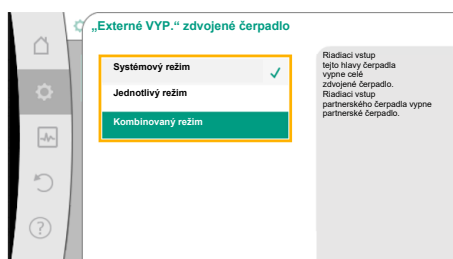 „Externé VYP.“ zdvojené čerpadlo
Systémový režim
Jednotlivý režim
Kombinovaný režim
Riadiaci vstup
tejto hlavy čerpadla
vypne celé
zdvojené čerpadlo.
Riadiaci vstup
partnerského čerpadla vypne
partnerské čerpadlo.
?